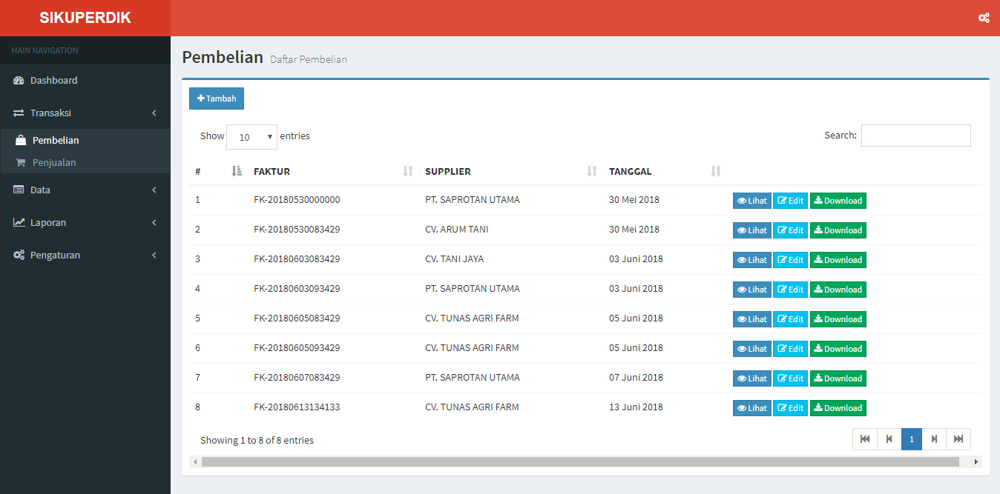 SIKUPERDIK
MAIN NAVIGATION
Dashboard
Transaksi
Pembelian
Penjualan
Data
Laporan
Pengaturan
Pembelian Daftar Pembelian
Tambah
Show 10 entries Search:
# FAKTUR SUPPLIER TANGGAL
1 FK-20180530000000 PT. SAPROTAN UTAMA 30 Mei 2018 Lihat Edit Download
2 FK-20180530083429 CV. ARUM TANI 30 Mei 2018 Lihat Edit Download
3 FK-20180603083429 CV. TANI JAYA 03 Juni 2018 Lihat Edit Download
4 FK-20180603093429 PT. SAPROTAN UTAMA 03 Juni 2018 Lihat Edit Download
5 FK-20180605083429 CV. TUNAS AGRI FARM 05 Juni 2018 Lihat Edit Download
6 FK-20180605093429 CV. TUNAS AGRI FARM 05 Juni 2018 Lihat Edit Download
7 FK-20180607083429 PT. SAPROTAN UTAMA 07 Juni 2018 Lihat Edit Download
8 FK-20180613134133 CV. TUNAS AGRI FARM 13 Juni 2018 Lihat Edit Download
Showing 1 to 8 of 8 entries 1